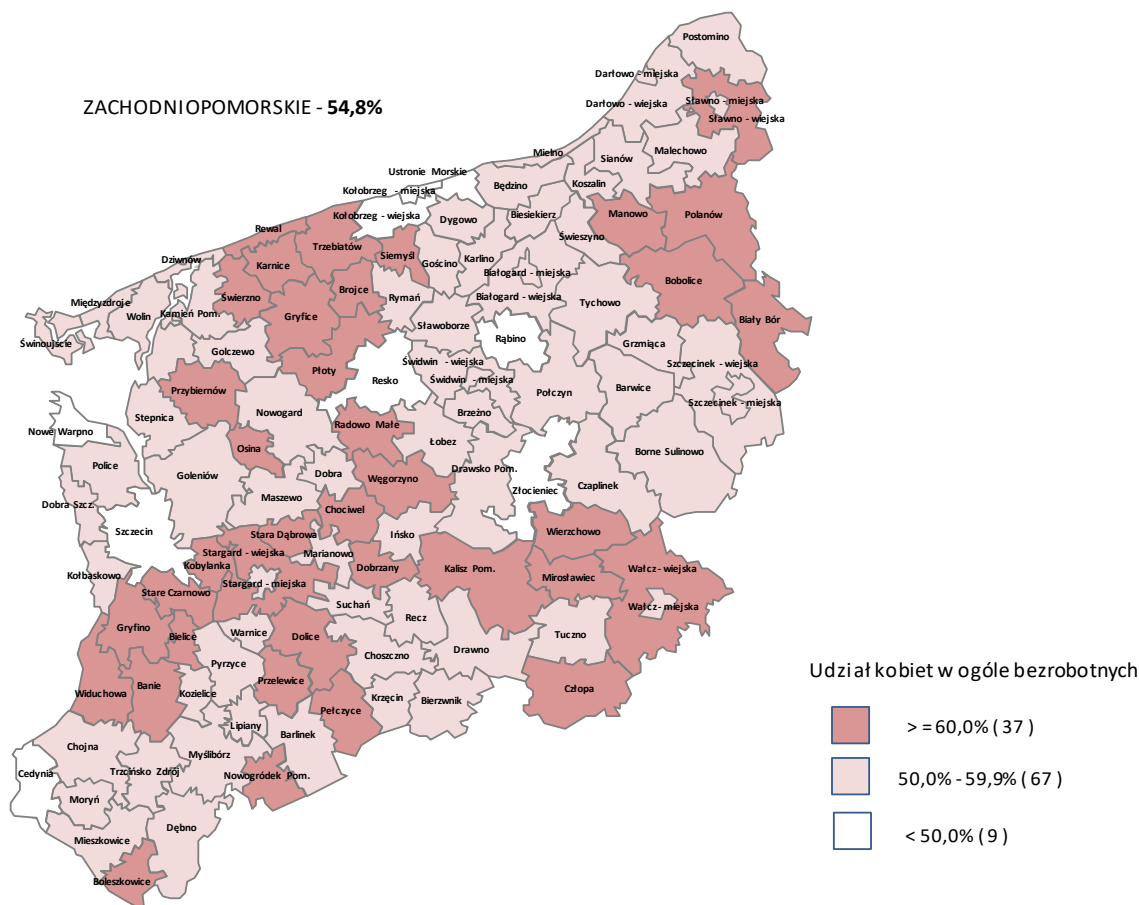 Postomino
Darłowo - miejska
ZACHODNIOPOMORSKIE - 54,8%
Darłowo - wiejska
Sławno - miejska
Sławno - wiejska
Mielno
Sianów
Malechowo
Ustronie Morskie
Kołobrzeg - miejska
Będzino
Koszalin
Kołobrzeg - wiejska
Rewal
Dygowo
Biesiekierz
Manowo
Polanów
Trzebiatów
Siemyśl
Świeszyno
Dziwnów
Karnice
Gościno
Karlino
Białogard - miejska
Bobolice
Świerzno
Brojce
Rymań
Białogard - wiejska
Tychowo
Międzyzdroje
Wolin
Kamień Pom.
Gryfice
Sławoborze
Biały Bór
Świnoujście
Golczewo
Rąbino
Grzmiąca
Płoty
Resko
Świdwin - wiejska
Szczecinek - wiejska
Świdwin - miejska
Przybiernów
Połczyn
Barwice
Szczecinek - miejska
Stepnica
Nowogard
Brzeżno
Nowe Warpno
Radowo Małe
Łobez
Osina
Borne Sulinowo
Police
Goleniów
Dobra
Węgorzyno
Drawsko Pom.
Czaplinek
Dobra Szcz.
Maszewo
Złocieniec
Chociwel
Szczecin
Stara Dąbrowa
Ińsko
Wierzchowo
Stargard - wiejska
Marianowo
Kobylanka
Dobrzany
Kalisz Pom.
Wałcz - wiejska
Kołbaskowo
Stargard - miejska
Mirosławiec
Stare Czarnowo
Suchań
Wałcz - miejska
Recz
Gryfino
Bielice
Warnice
Dolice
Tuczno
Choszczno
Drawno
Pyrzyce
Udział kobiet w ogóle bezrobotnych
Banie
Przelewice
Człopa
Widuchowa
Kozielice
Krzęcin
Bierzwnik
Pełczyce
Lipiany
> =60,0% ( 37 )
Barlinek
Chojna
Myślibórz
Cedynia
Trzcińsko Zdrój
Nowogródek Pom.
50,0% - 59,9% ( 67 )
Moryń
Dębno
Mieszkowice
< 50,0% ( 9 )
Boleszkowice